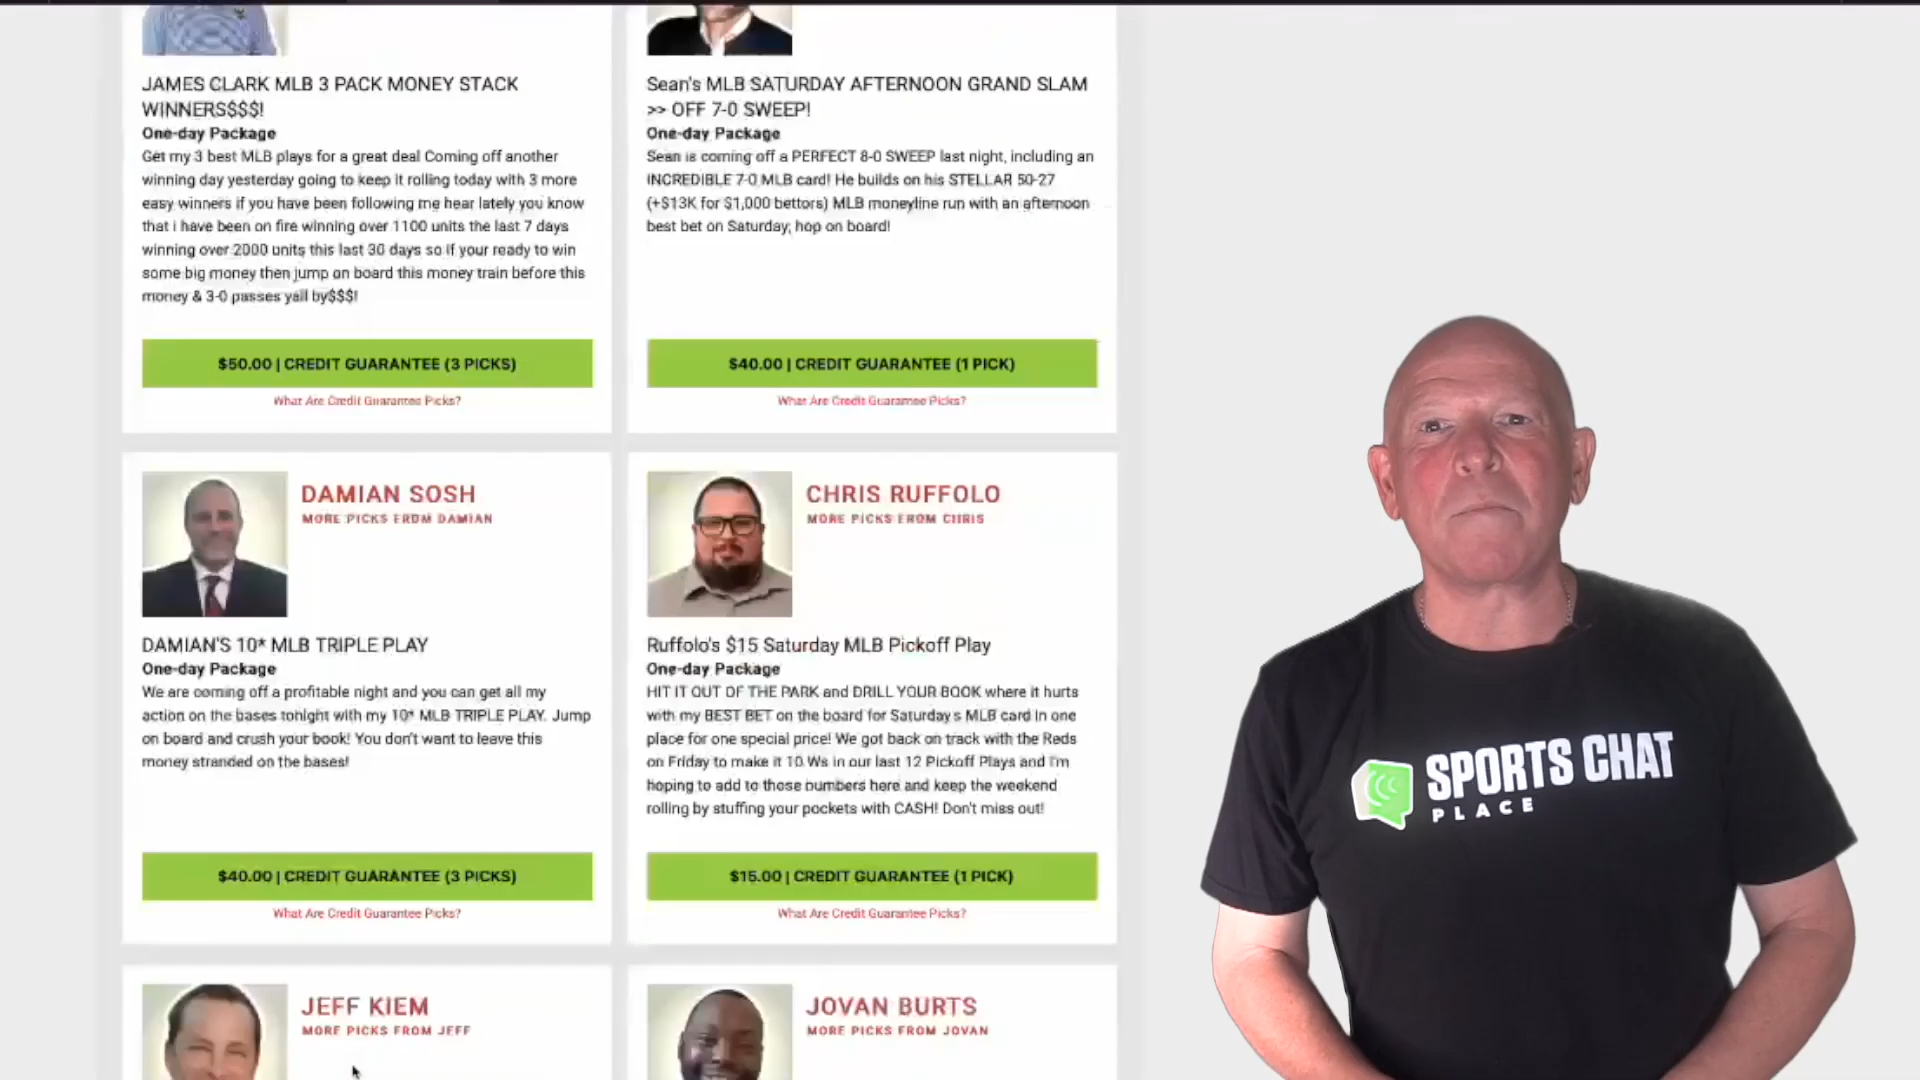 JAMES CLARK MLB 3 PACK MONEY STACK
WINNERS$$$!
One-day Package
Get my 3 best MLB plays for a great deal Coming off another
winning day yesterday going to keep it rolling today with 3 more
easy winners if you have been following me hear lately you know
that i have been on fire winning over 1100 units the last 7 days
winning over 2000 units this last 30 days so if your ready to win
some big money then jump on board this money train before this
money & 3-0 passes yall by$$$!
$50.00 | CREDIT GUARANTEE (3 PICKS)
What Are Credit Guarantee Picks?
Sean's MLB SATURDAY AFTERNOON GRAND SLAM
>> OFF 7-0 SWEEP!
One-day Package
Sean is coming off a PERFECT 8-0 SWEEP last night, including an
INCREDIBLE 7-0 MLB card! He builds on his STELLAR 50-27
(+$13K for $1,000 bettors) MLB moneyline run with an afternoon
best bet on Saturday, hop on board!
$40.00 | CREDIT GUARANTEE (1 PICK)
What Are Credit Guarantee Picks?
DAMIAN SOSH
MORE PICKS FROM DAMIAN
DAMIAN'S 10* MLB TRIPLE PLAY
One-day Package
We are coming off a profitable night and you can get all my
action on the bases tonight with my 10* MLB TRIPLE PLAY. Jump
on board and crush your book! You don't want to leave this
money stranded on the bases!
$40.00 | CREDIT GUARANTEE (3 PICKS)
What Are Credit Guarantee Picks?
CHRIS RUFFOLO
MORE PICKS FROM CHRIS
Ruffolo's $15 Saturday MLB Pickoff Play
One-day Package
HIT IT OUT OF THE PARK and DRILL YOUR BOOK where it hurts
with my BEST BET on the board for Saturday's MLB card in one
place for one special price! We got back on track with the Reds
on Friday to make it 10 Ws in our last 12 Pickoff Plays and I'm
hoping to add to those numbers here and keep the weekend
rolling by stuffing your pockets with CASH! Don't miss out!
$15.00 | CREDIT GUARANTEE (1 PICK)
What Are Credit Guarantee Picks?
JEFF KIEM
MORE PICKS FROM JEFF
JOVAN BURTS
MORE PICKS FROM JOVAN
SPORTS CHAT
PLACE